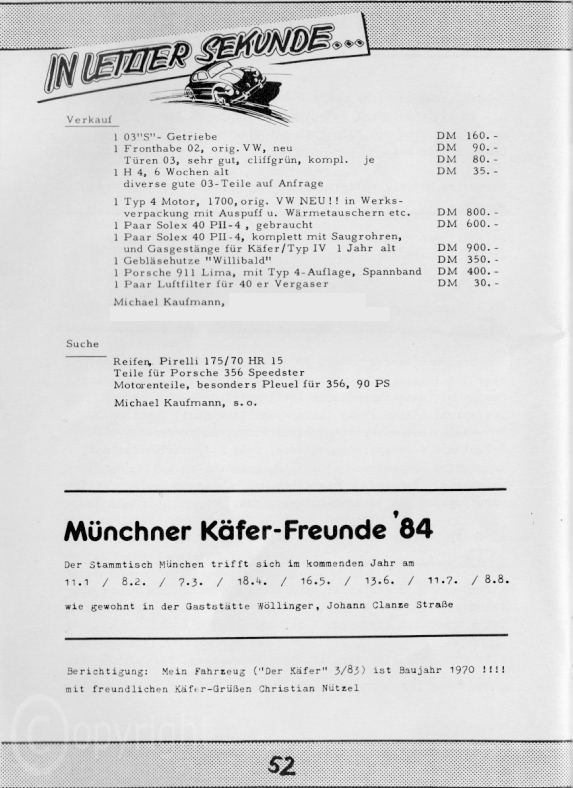 IN LETZTER SEKUNDE...
Verkauf
1 03"S"- Getriebe DM 160.-
1 Fronthabe 02, orig. VW, neu DM 90.-
Türen 03, sehr gut, cliffgrün, kompl. je DM 80.-
1 H 4, 6 Wochen alt DM 35.-
diverse gute 03-Teile auf Anfrage
1 Typ 4 Motor, 1700, orig. VW NEU!! in Werks-
verpackung mit Auspuff u. Wärmetauschern etc. DM 800.-
1 Paar Solex 40 PII-4, gebraucht DM 600.-
1 Paar Solex 40 PII-4, komplett mit Saugrohren,
und Gasgestänge für Käfer/Typ IV 1 Jahr alt DM 900.-
1 Gebläsehutze "Willibald" DM 350.-
1 Porsche 911 Lima, mit Typ 4-Auflage, Spannband DM 400.-
1 Paar Luftfilter für 40 er Vergaser DM 30.-
Michael Kaufmann,
Suche
Reifen, Pirelli 175/70 HR 15
Teile für Porsche 356 Speedster
Motorenteile, besonders Pleuel für 356, 90 PS
Michael Kaufmann, s.o.
Münchner Käfer-Freunde '84
Der Stammtisch München trifft sich im kommenden Jahr am
11.1 / 8.2. / 7.3. / 18.4. / 16.5. / 13.6. / 11.7. / 8.8.
wie gewohnt in der Gaststätte Wöllinger, Johann Clanze Straße
Berichtigung: Mein Fahrzeug ("Der Käfer" 3/83) ist Baujahr 1970 !!!!
mit freundlichen Käfer-Grüßen Christian Nützel
©opyright
52